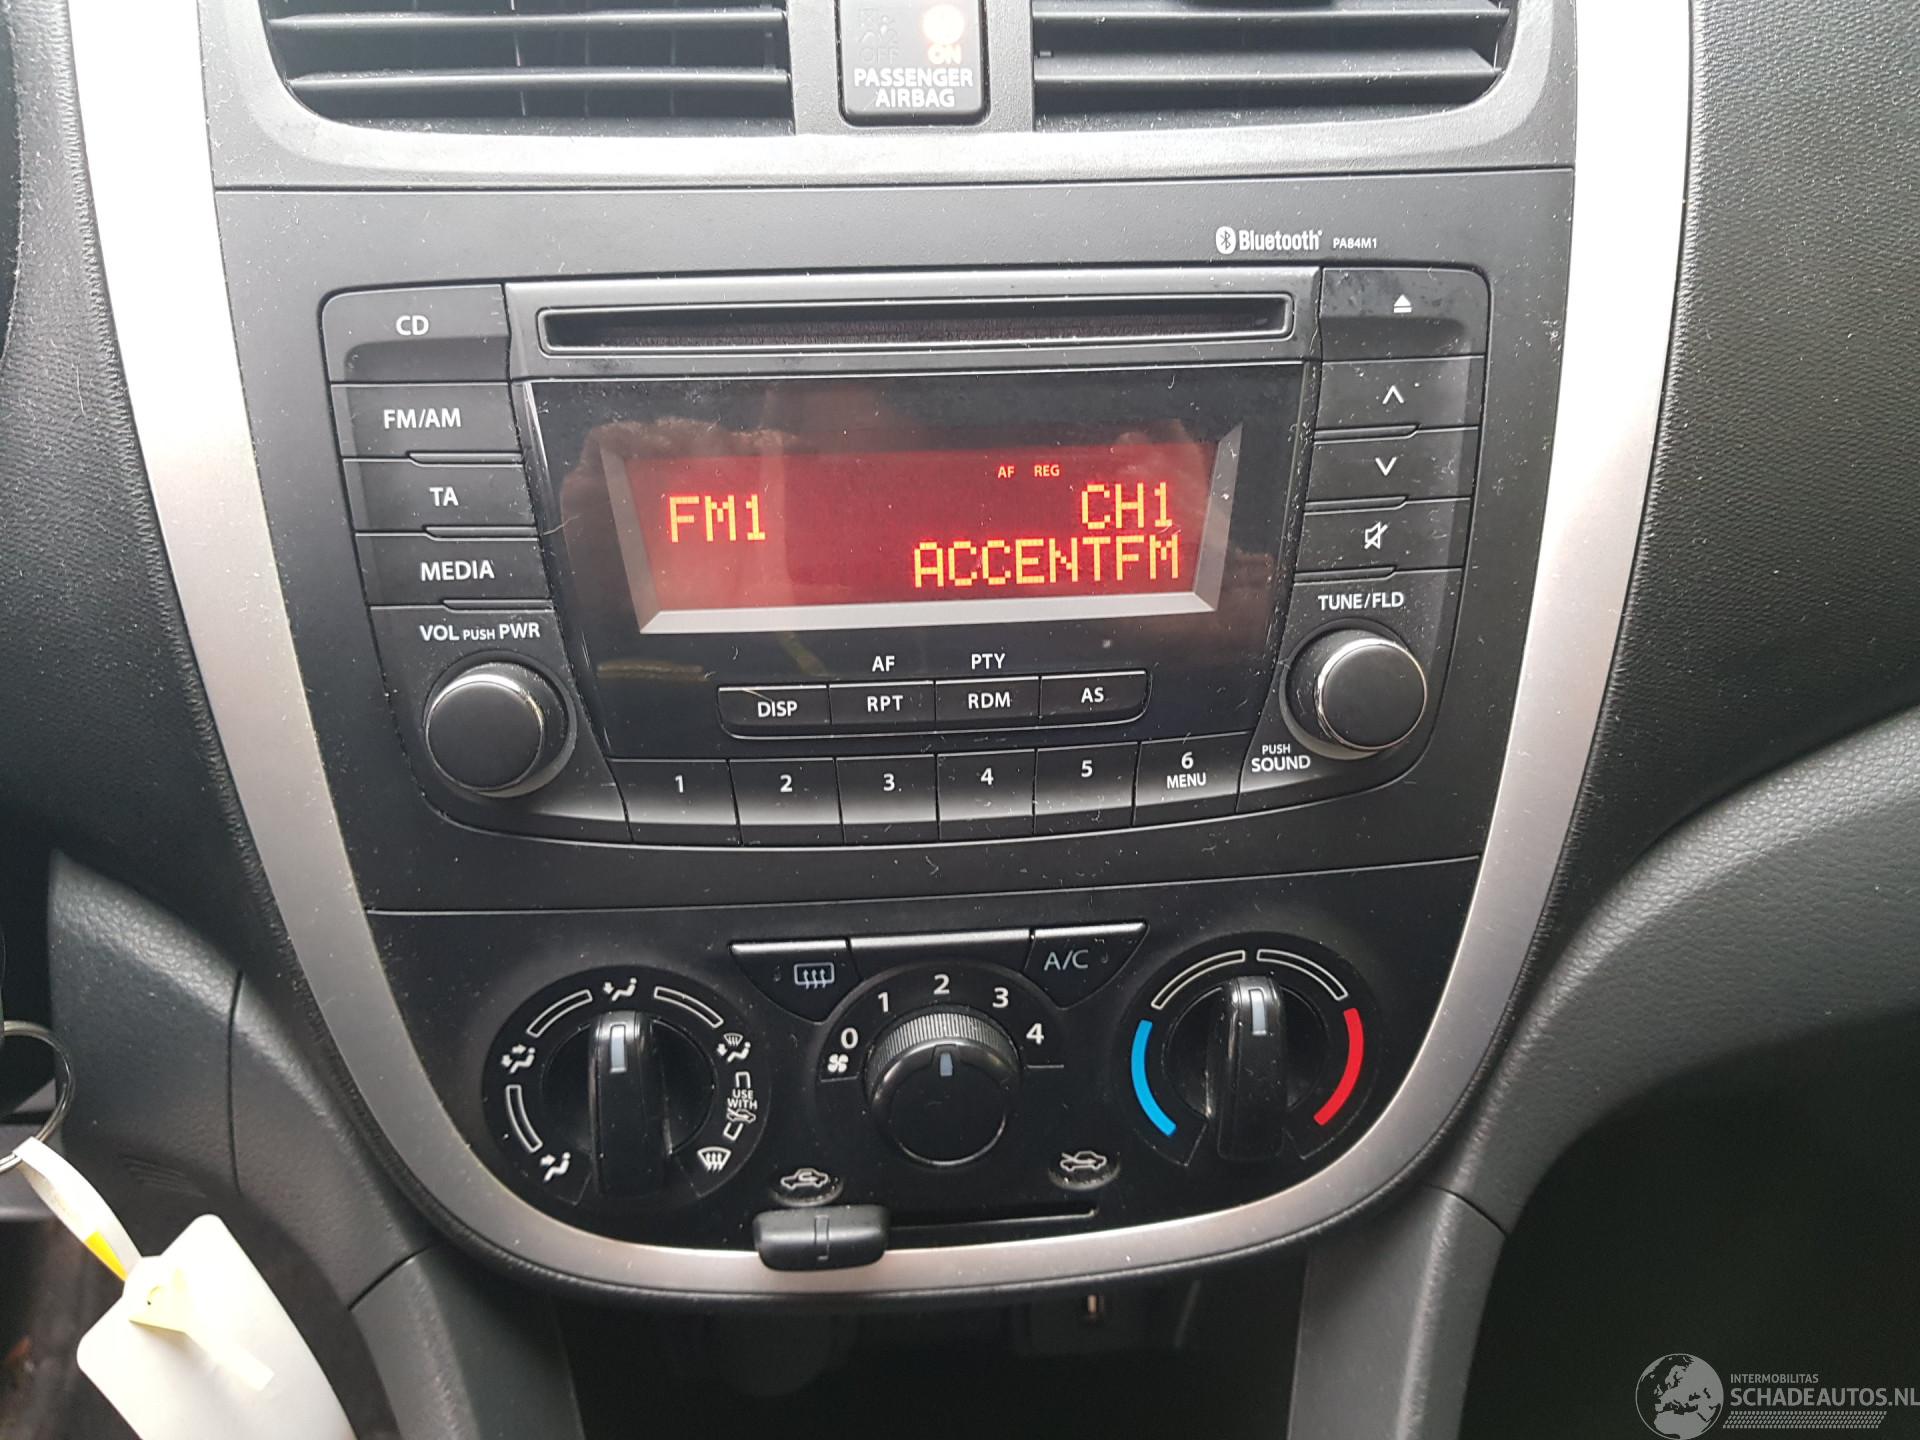 OFF ON
PASSENGER
AIRBAG
Bluetooth® PA84M1
CD
FM/AM
TA
MEDIA
VOL PUSH PWR
AF REG
FM1 CH1
ACCENTFM
TUNE/FLD
AF PTY
DISP RPT RDM AS
1 2 3 4 5 6
MENU
PUSH
SOUND
A/C
0 1 2 3 4
USE
WITH
INTERMOBILITAS
SCHADEAUTOS.NL